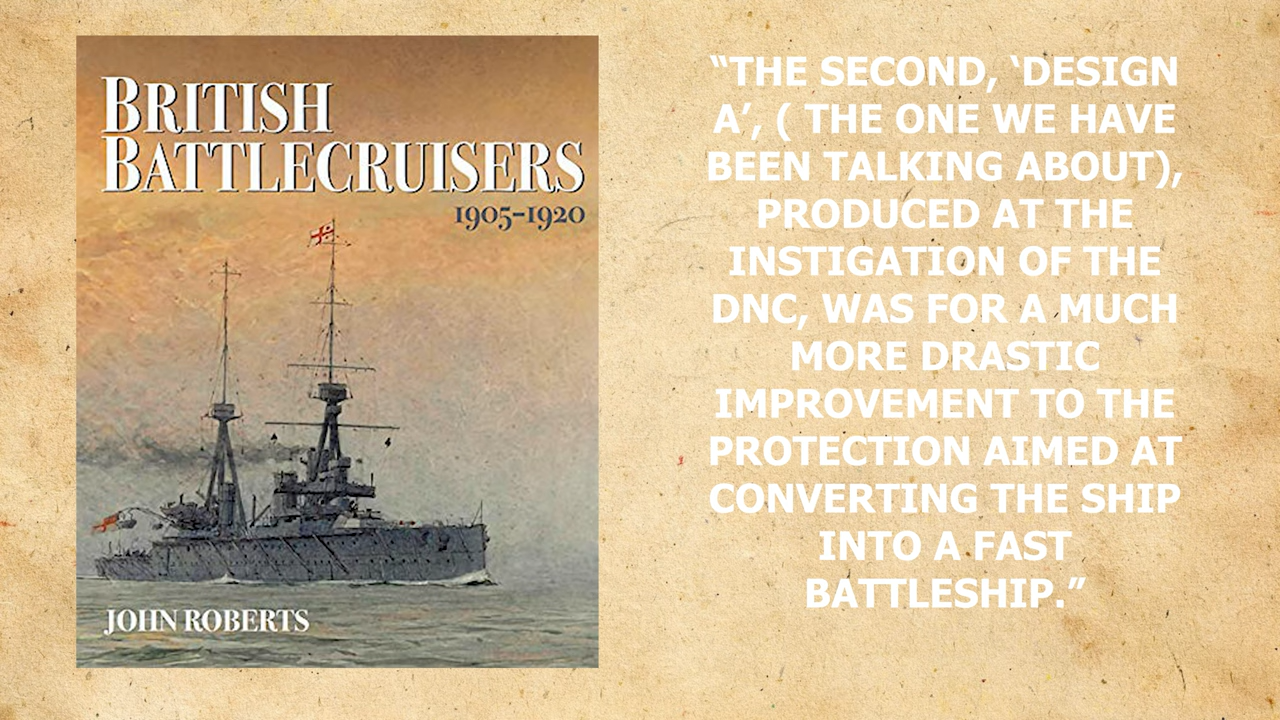 BRITISH
BATTLECRUISERS
1905–1920
JOHN ROBERTS
“THE SECOND, ‘DESIGN
A’, ( THE ONE WE HAVE
BEEN TALKING ABOUT),
PRODUCED AT THE
INSTIGATION OF THE
DNC, WAS FOR A MUCH
MORE DRASTIC
IMPROVEMENT TO THE
PROTECTION AIMED AT
CONVERTING THE SHIP
INTO A FAST
BATTLESHIP.”